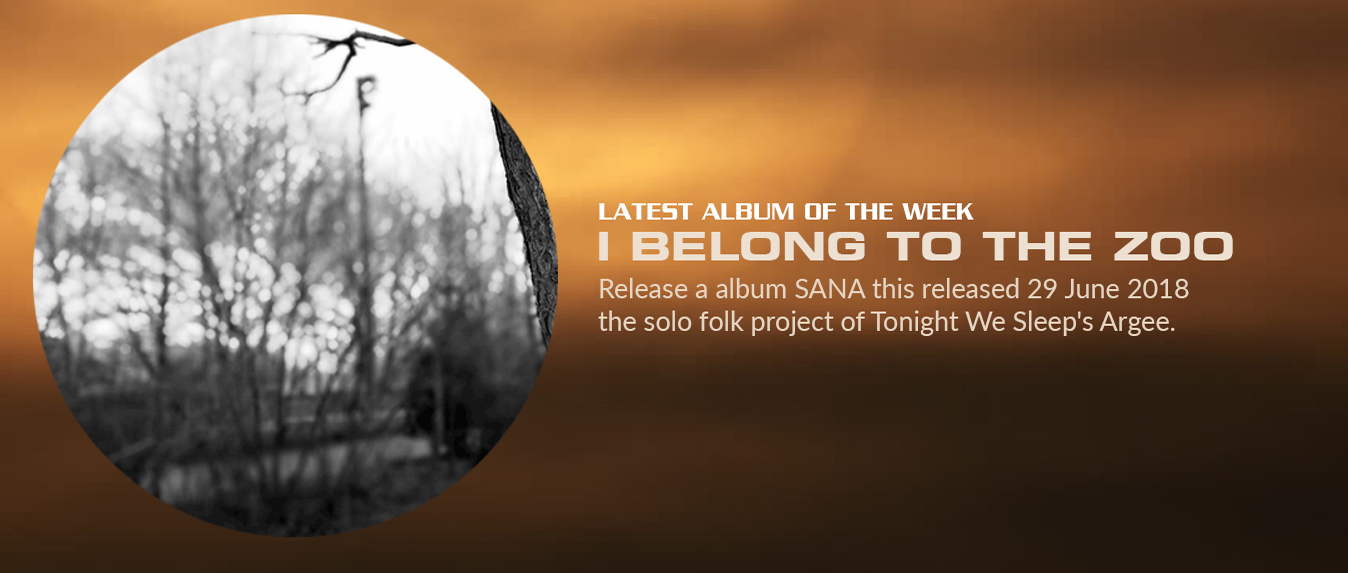 LATEST ALBUM OF THE WEEK
I BELONG TO THE ZOO
Release a album SANA this released 29 June 2018
the solo folk project of Tonight We Sleep's Argee.